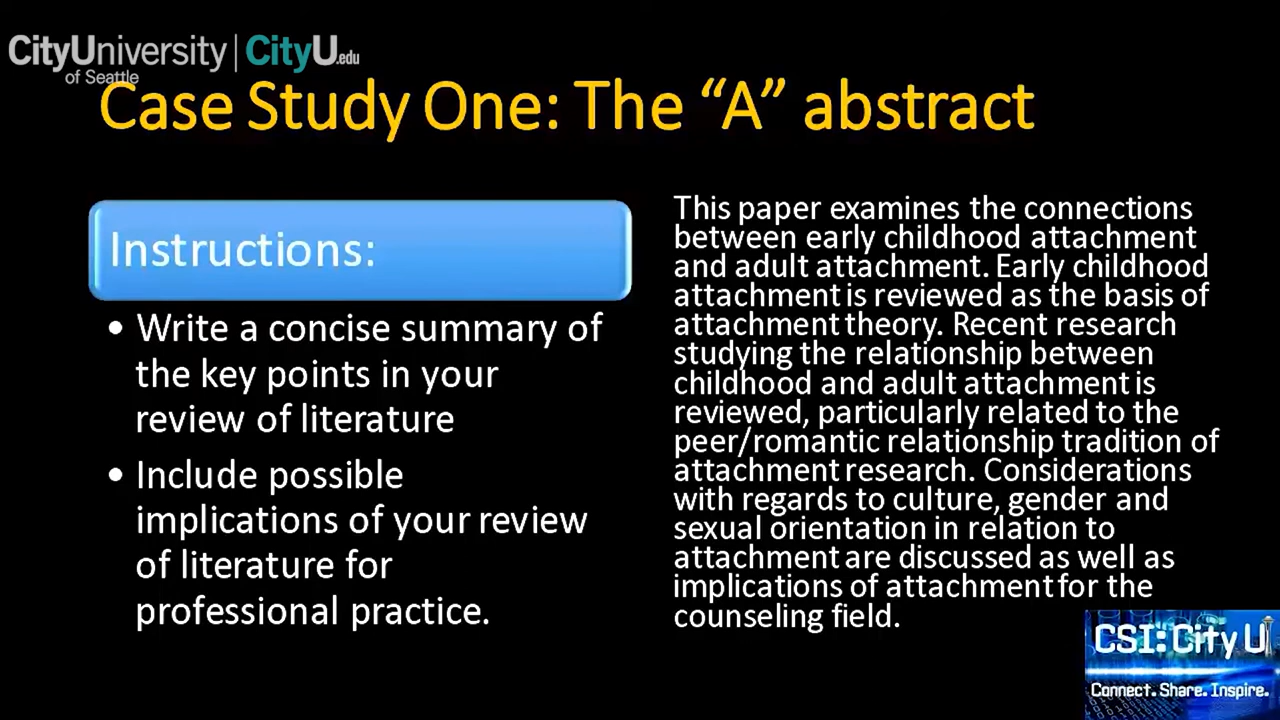 CityUniversity | CityU.edu
of Seattle
Case Study One: The “A” abstract
Instructions:
• Write a concise summary of
the key points in your
review of literature
• Include possible
implications of your review
of literature for
professional practice.
This paper examines the connections
between early childhood attachment
and adult attachment. Early childhood
attachment is reviewed as the basis of
attachment theory. Recent research
studying the relationship between
childhood and adult attachment is
reviewed, particularly related to the
peer/romantic relationship tradition of
attachment research. Considerations
with regards to culture, gender and
sexual orientation in relation to
attachment are discussed as well as
implications of attachment for the
counseling field.
CSI: City U
Connect. Share. Inspire.